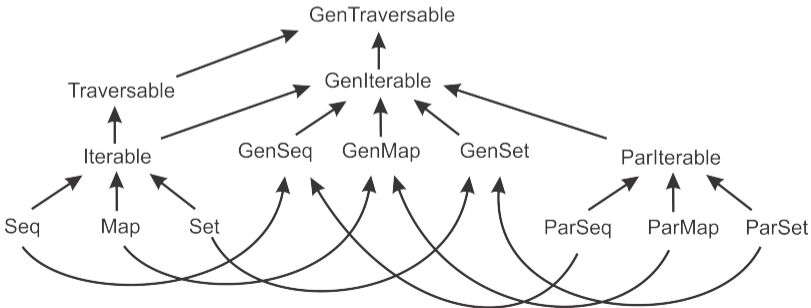 GenTraversable
Traversable
GenIterable
Iterable
GenSeq
GenMap
GenSet
ParIterable
Seq
Map
Set
ParSeq
ParMap
ParSet